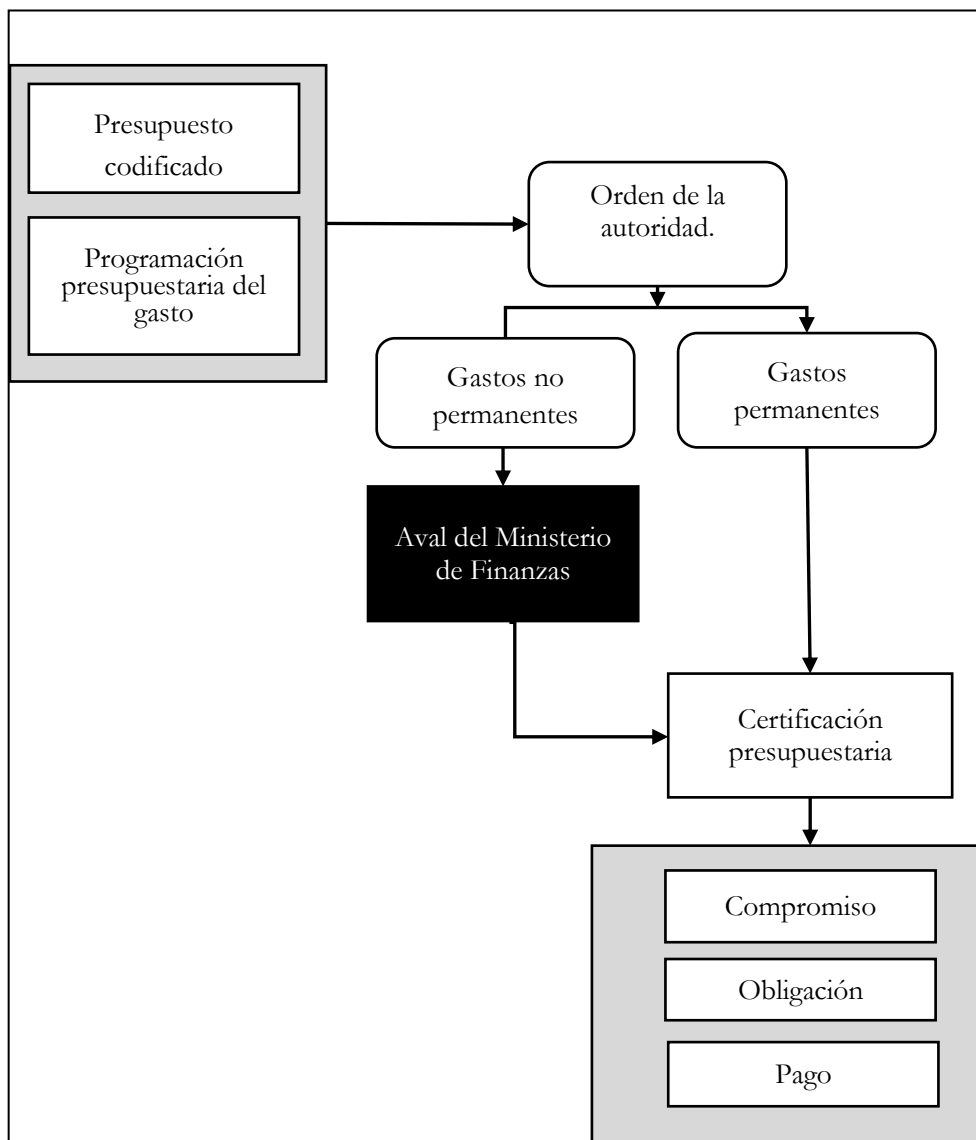 Presupuesto
codificado
Programación
presupuestaria del
gasto
Orden de la
autoridad.
Gastos no
permanentes
Gastos
permanentes
Aval del Ministerio
de Finanzas
Certificación
presupuestaria
Compromiso
Obligación
Pago